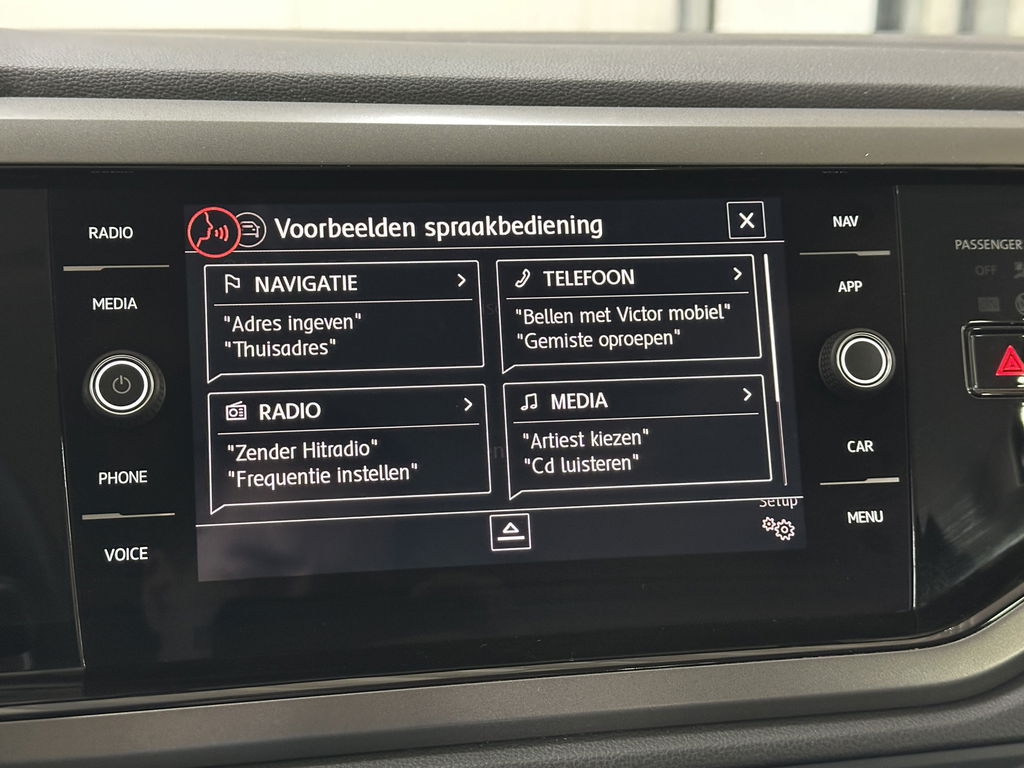 RADIO
MEDIA
PHONE
VOICE
Voorbeelden spraakbediening
NAVIGATIE
"Adres ingeven"
"Thuisadres"
TELEFOON
"Bellen met Victor mobiel"
"Gemiste oproepen"
RADIO
"Zender Hitradio"
"Frequentie instellen"
MEDIA
"Artiest kiezen"
"Cd luisteren"
Setup
NAV
APP
CAR
MENU
PASSENGER
OFF